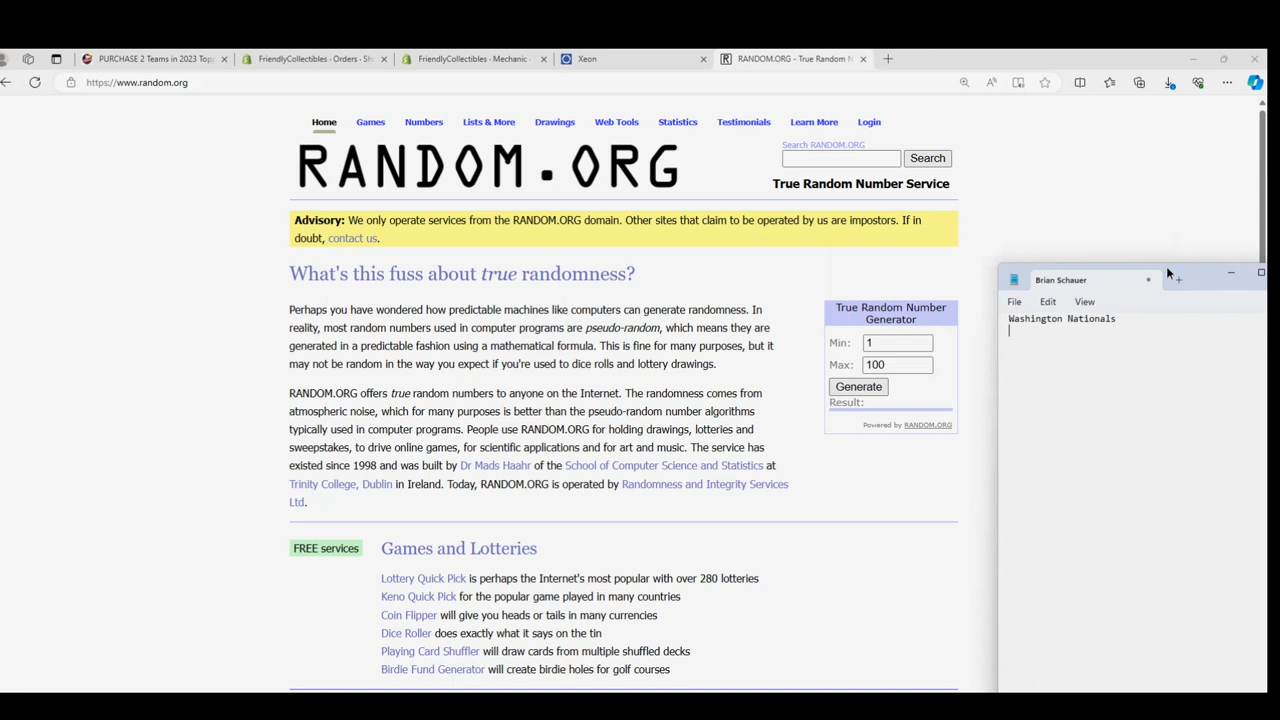 PURCHASE 2 Teams in 2023 Topp
FriendlyCollectibles - Orders - Sh
FriendlyCollectibles - Mechanic
Xeon
RANDOM.ORG - True Random N
https://www.random.org
Home Games Numbers Lists & More Drawings Web Tools Statistics Testimonials Learn More Login
RANDOM.ORG
Search RANDOM.ORG
Search
True Random Number Service
Advisory: We only operate services from the RANDOM.ORG domain. Other sites that claim to be operated by us are impostors. If in
doubt, contact us.
What's this fuss about true randomness?
Perhaps you have wondered how predictable machines like computers can generate randomness. In
reality, most random numbers used in computer programs are pseudo-random, which means they are
generated in a predictable fashion using a mathematical formula. This is fine for many purposes, but it
may not be random in the way you expect if you're used to dice rolls and lottery drawings.
RANDOM.ORG offers true random numbers to anyone on the Internet. The randomness comes from
atmospheric noise, which for many purposes is better than the pseudo-random number algorithms
typically used in computer programs. People use RANDOM.ORG for holding drawings, lotteries and
sweepstakes, to drive online games, for scientific applications and for art and music. The service has
existed since 1998 and was built by Dr Mads Haahr of the School of Computer Science and Statistics at
Trinity College, Dublin in Ireland. Today, RANDOM.ORG is operated by Randomness and Integrity Services
Ltd.
True Random Number
Generator
Min: 1
Max: 100
Generate
Result:
Powered by RANDOM.ORG
FREE services
Games and Lotteries
Lottery Quick Pick is perhaps the Internet's most popular with over 280 lotteries
Keno Quick Pick for the popular game played in many countries
Coin Flipper will give you heads or tails in many currencies
Dice Roller does exactly what it says on the tin
Playing Card Shuffler will draw cards from multiple shuffled decks
Birdie Fund Generator will create birdie holes for golf courses
Brian Schauer
File Edit View
Washington Nationals